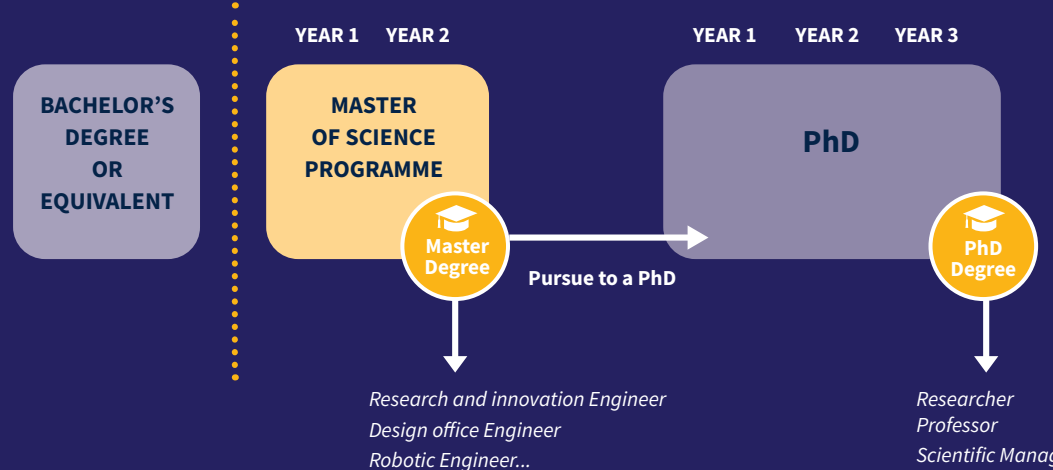 YEAR 1 YEAR 2
YEAR 1 YEAR 2 YEAR 3
BACHELOR'S
DEGREE
OR
EQUIVALENT
MASTER
OF SCIENCE
PROGRAMME
PhD
Master
Degree
Pursue to a PhD
PhD
Degree
Research and innovation Engineer
Design office Engineer
Robotic Engineer...
Researcher
Professor
Scientific